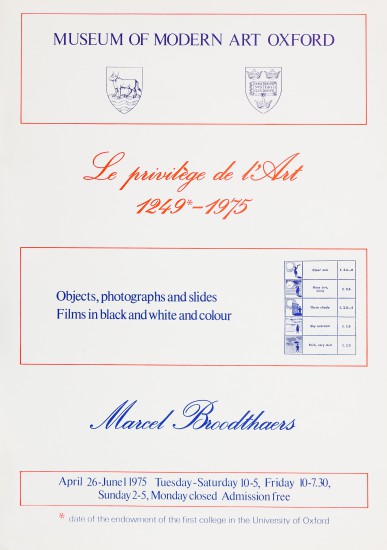 MUSEUM OF MODERN ART OXFORD
Le privilège de l'Art
1249*-1975
Objects, photographs and slides
Films in black and white and colour
Marcel Broodthaers
April 26-June1 1975 Tuesday-Saturday 10-5, Friday 10-7.30,
Sunday 2-5, Monday closed Admission free
* date of the endowment of the first college in the University of Oxford